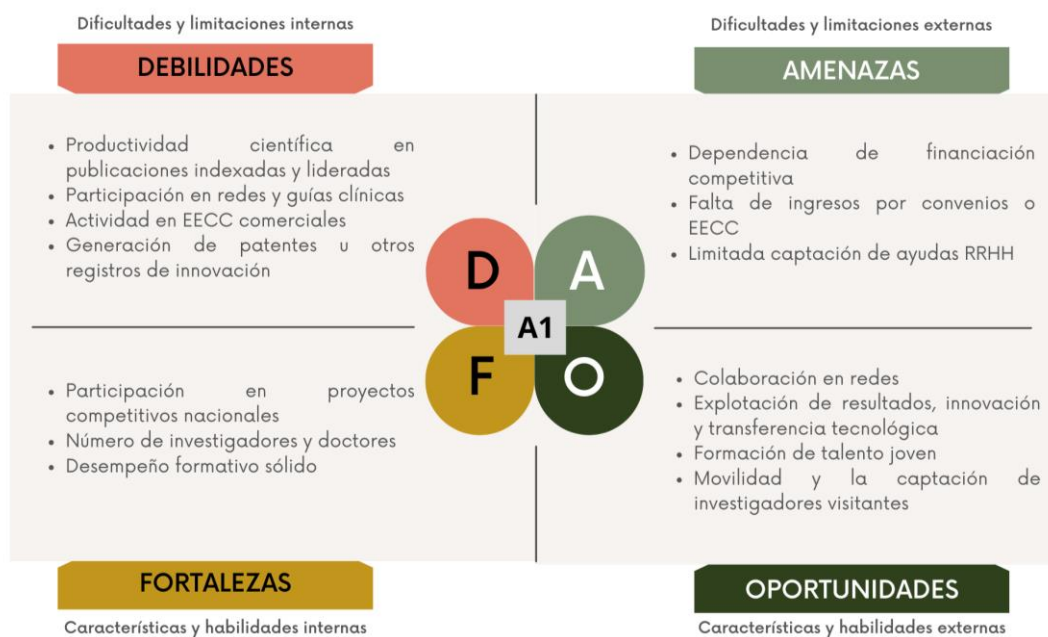 Dificultades y limitaciones internas
DEBILIDADES
• Productividad científica en
publicaciones indexadas y lideradas
• Participación en redes y guías clínicas
• Actividad en EECC comerciales
• Generación de patentes u otros
registros de innovación
Dificultades y limitaciones externas
AMENAZAS
• Dependencia de financiación
competitiva
• Falta de ingresos por convenios o
EECC
• Limitada captación de ayudas RRHH
D
A
A1
F
O
• Participación en proyectos
competitivos nacionales
• Número de investigadores y doctores
• Desempeño formativo sólido
FORTALEZAS
Características y habilidades internas
• Colaboración en redes
• Explotación de resultados, innovación
y transferencia tecnológica
• Formación de talento joven
• Movilidad y la captación de
investigadores visitantes
OPORTUNIDADES
Características y habilidades externas